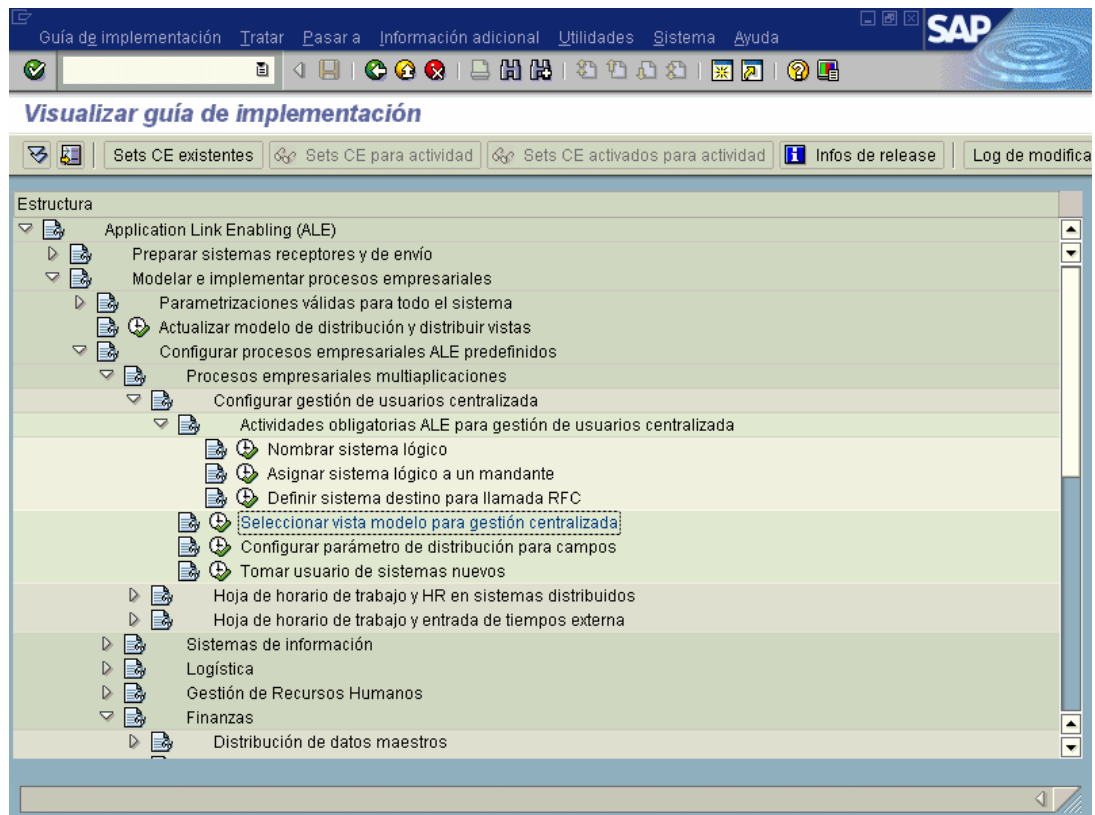 Guía de implementación Tratar Pasar a Información adicional Utilidades Sistema Ayuda
SAP
Visualizar guía de implementación
Sets CE existentes Sets CE para actividad Sets CE activados para actividad Infos de release Log de modifica
Estructura
Application Link Enabling (ALE)
Preparar sistemas receptores y de envío
Modelar e implementar procesos empresariales
Parametrizaciones válidas para todo el sistema
Actualizar modelo de distribución y distribuir vistas
Configurar procesos empresariales ALE predefinidos
Procesos empresariales multiaplicaciones
Configurar gestión de usuarios centralizada
Actividades obligatorias ALE para gestión de usuarios centralizada
Nombrar sistema lógico
Asignar sistema lógico a un mandante
Definir sistema destino para llamada RFC
Seleccionar vista modelo para gestión centralizada
Configurar parámetro de distribución para campos
Tomar usuario de sistemas nuevos
Hoja de horario de trabajo y HR en sistemas distribuidos
Hoja de horario de trabajo y entrada de tiempos externa
Sistemas de información
Logística
Gestión de Recursos Humanos
Finanzas
Distribución de datos maestros